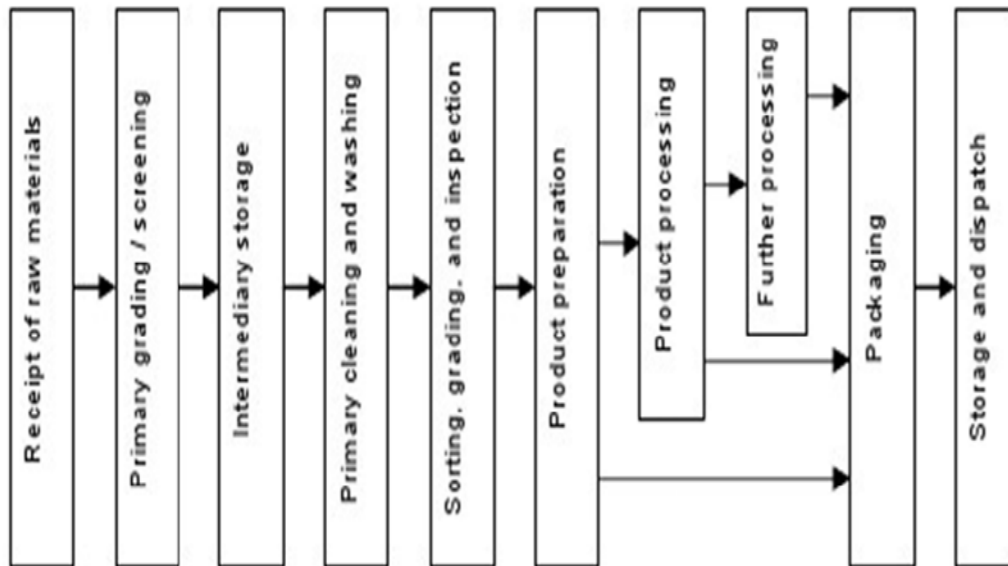 Receipt of raw materials
Primary grading / screening
Intermediary storage
Primary cleaning and washing
Sorting, grading, and inspection
Product preparation
Product processing
Further processing
Packaging
Storage and dispatch